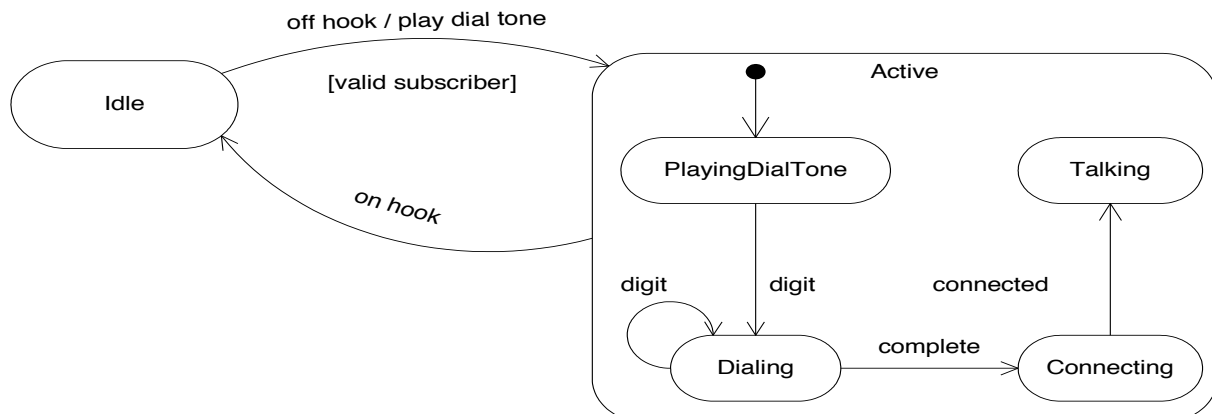 off hook / play dial tone
[valid subscriber]
Idle
Active
PlayingDialTone
Talking
on hook
digit
digit
connected
Dialing
complete
Connecting